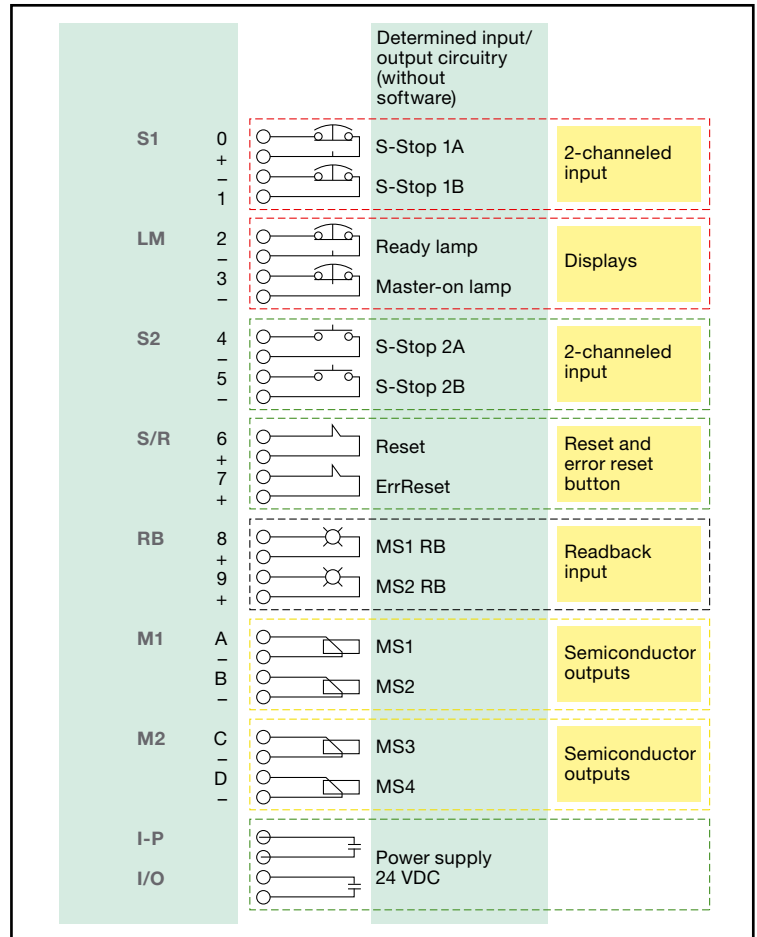 Determined input/
output circuitry
(without
software)
S1
0
+
–
1
S-Stop 1A
S-Stop 1B
2-channeled
input
LM
2
–
3
–
Ready lamp
Master-on lamp
Displays
S2
4
–
5
–
S-Stop 2A
S-Stop 2B
2-channeled
input
S/R
6
+
7
+
Reset
ErrReset
Reset and
error reset
button
RB
8
+
9
+
MS1 RB
MS2 RB
Readback
input
M1
A
–
B
–
MS1
MS2
Semiconductor
outputs
M2
C
–
D
–
MS3
MS4
Semiconductor
outputs
I-P
I/O
Power supply
24 VDC